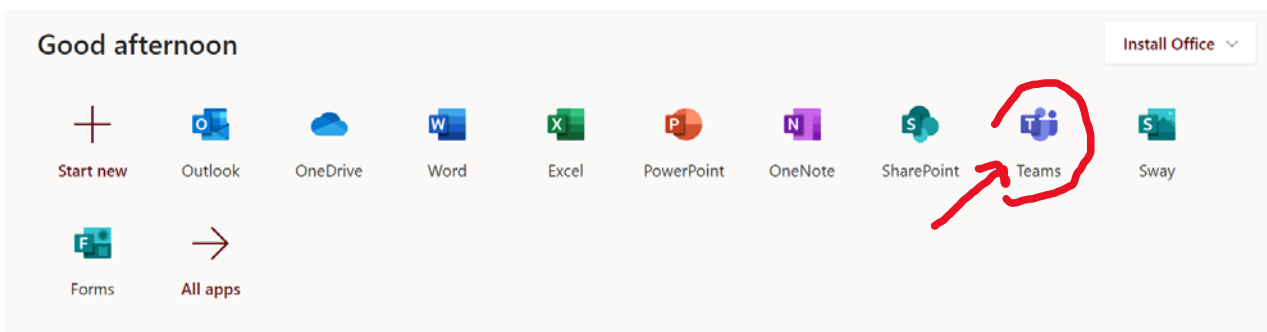 Good afternoon
Install Office
Start new
Outlook
OneDrive
Word
Excel
PowerPoint
OneNote
SharePoint
Teams
Sway
Forms
All apps